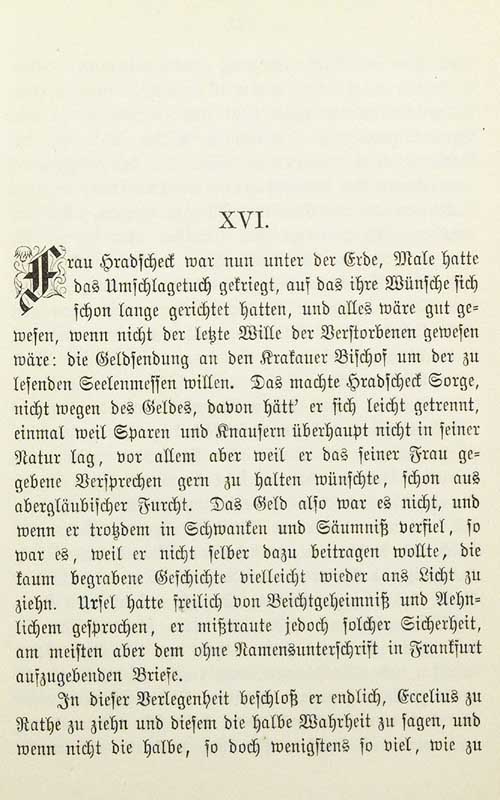 XVI.
Frau Hradscheck war nun unter der Erde, Male hatte
das Umschlagetuch gekriegt, auf das ihre Wünsche sich
schon lange gerichtet hatten, und alles wäre gut ge-
wesen, wenn nicht der letzte Wille der Verstorbenen gewesen
wäre: die Geldsendung an den Krakauer Bischof um der zu
lesenden Seelenmessen willen. Das machte Hradscheck Sorge,
nicht wegen des Geldes, davon hätt' er sich leicht getrennt,
einmal weil Sparen und Knausern überhaupt nicht in seiner
Natur lag, vor allem aber weil er das seiner Frau ge-
gebene Versprechen gern zu halten wünschte, schon aus
abergläubischer Furcht. Das Geld also war es nicht, und
wenn er trotzdem in Schwanken und Säumniß verfiel, so
war es, weil er nicht selber dazu beitragen wollte, die
kaum begrabene Geschichte vielleicht wieder ans Licht zu
ziehn. Ursel hatte freilich von Beichtgeheimniß und Aehn-
lichem gesprochen, er mißtraute jedoch solcher Sicherheit,
am meisten aber dem ohne Namensunterschrift in Frankfurt
aufzugebenden Briefe.
In dieser Verlegenheit beschloß er endlich, Eccelius zu
Rathe zu ziehn und diesem die halbe Wahrheit zu sagen, und
wenn nicht die halbe, so doch wenigstens so viel, wie zu